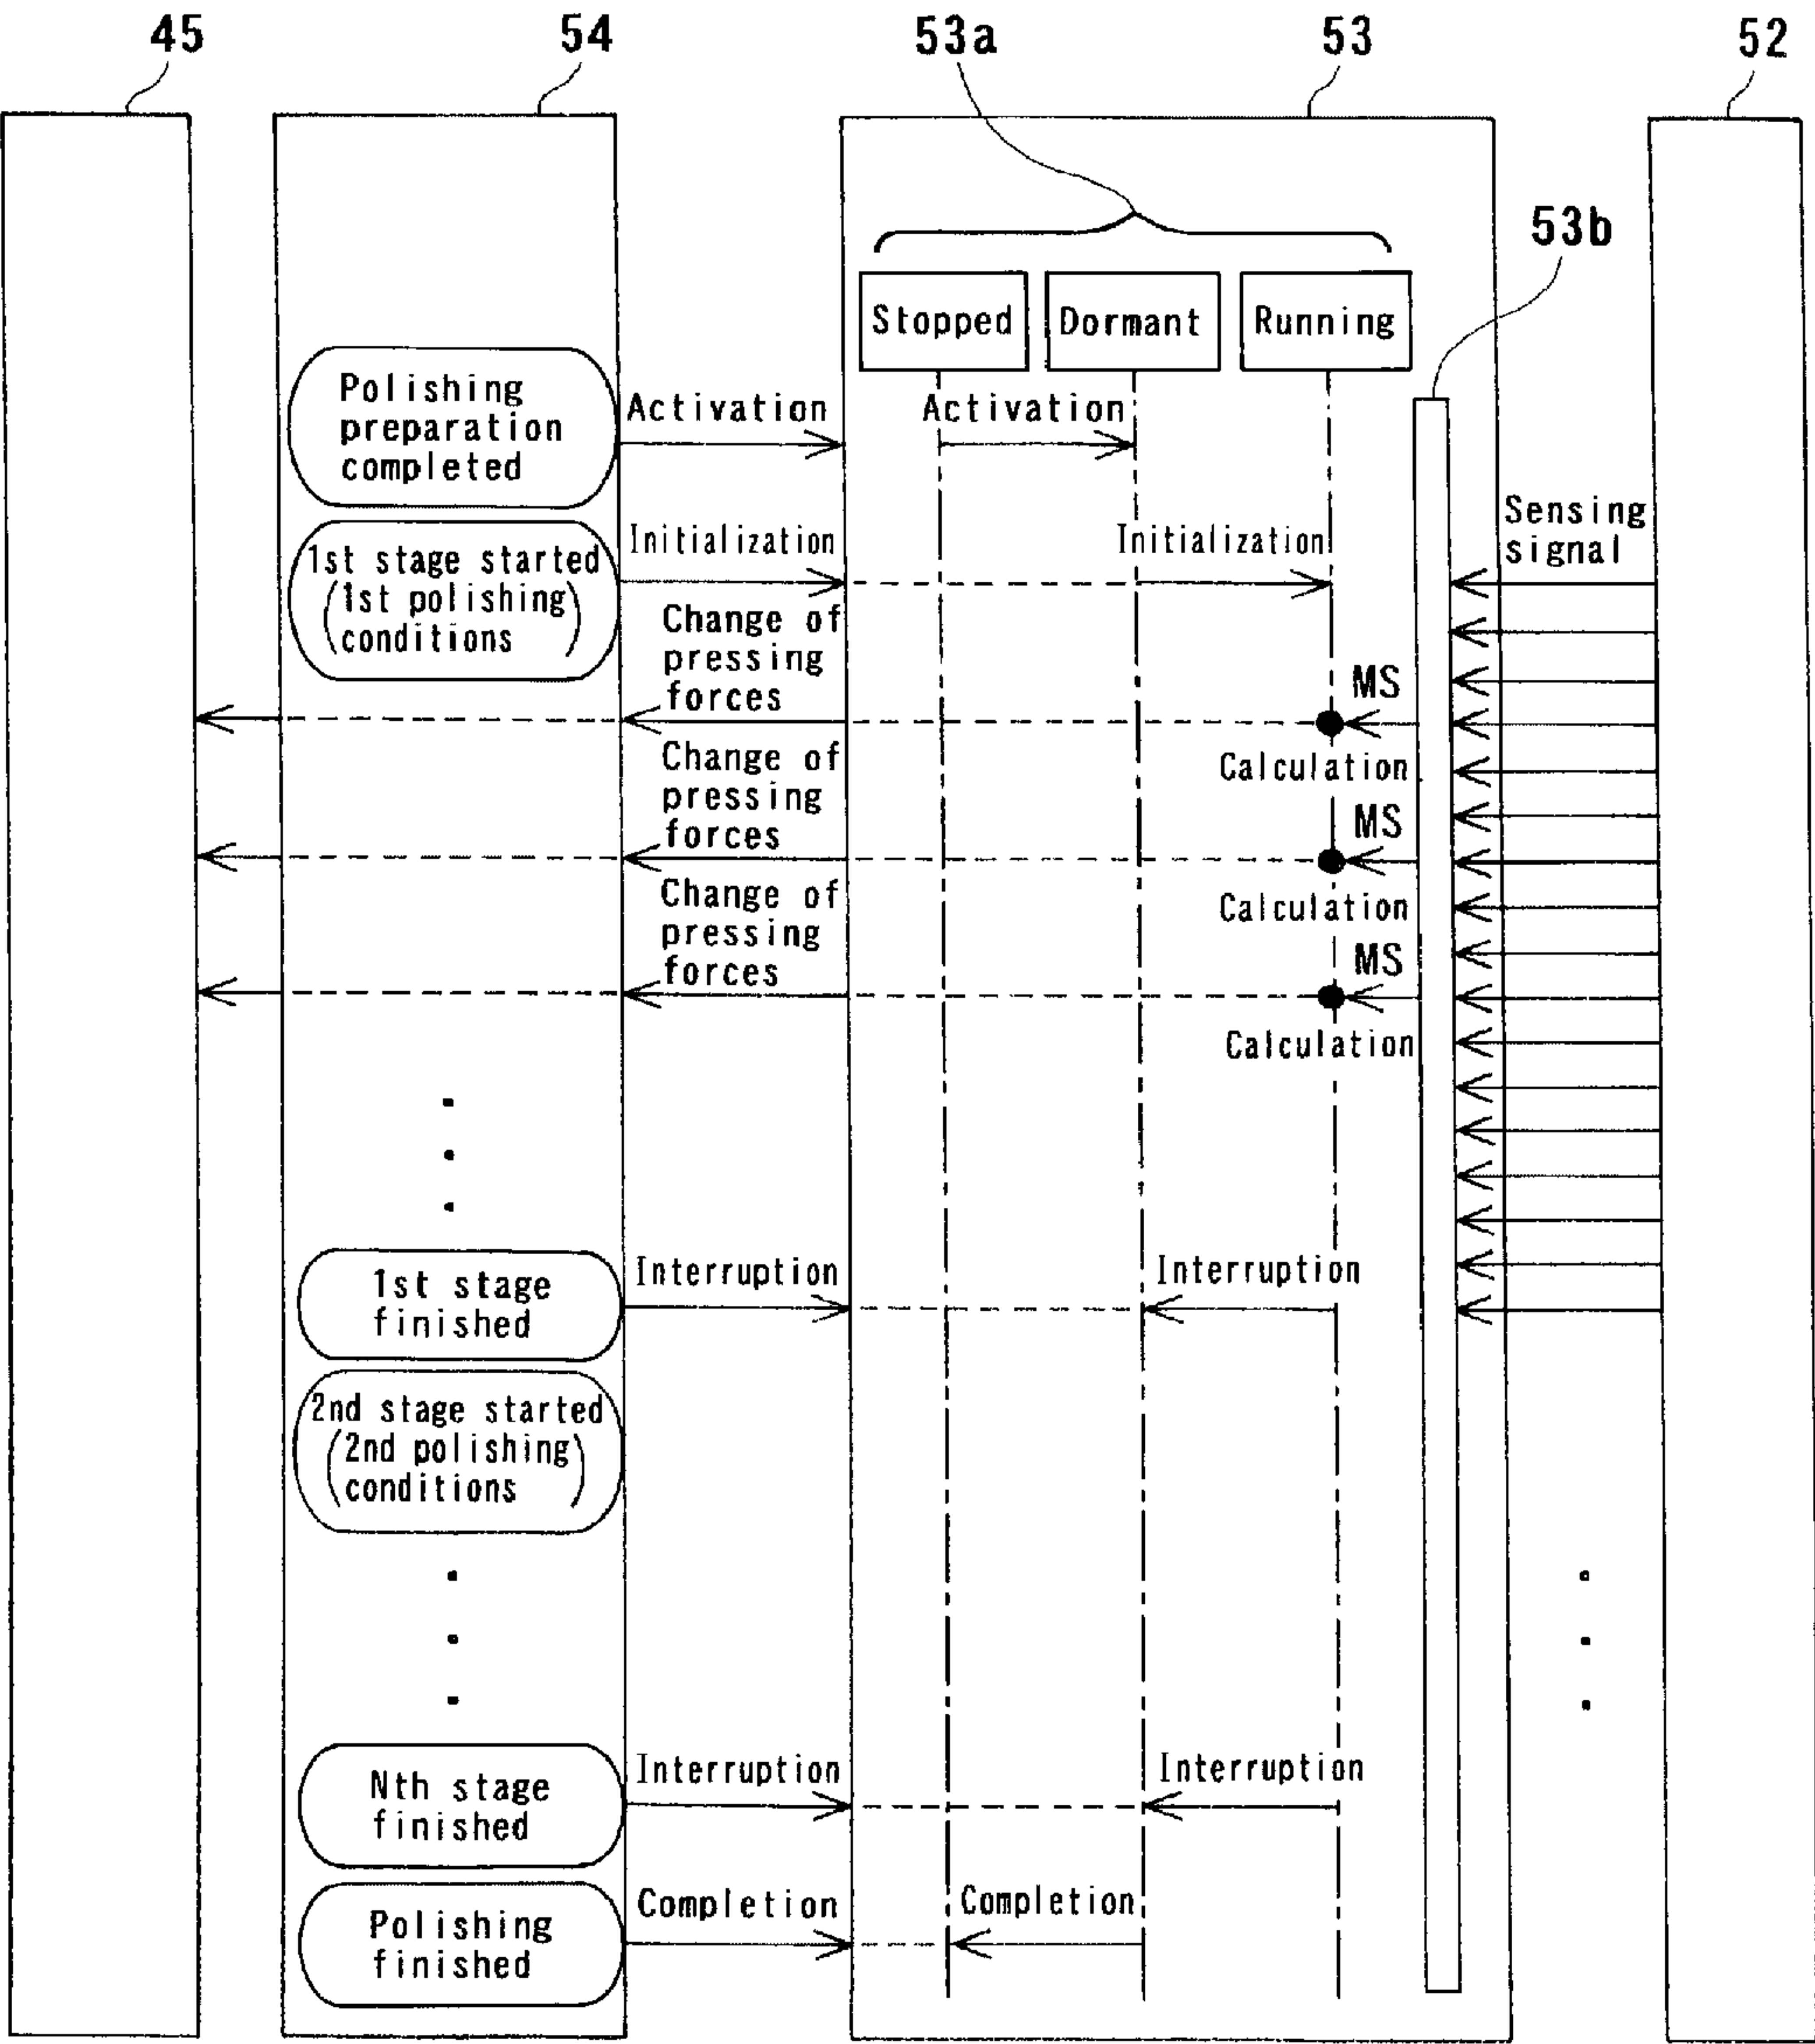 45
54
53a
53
52
53b
Stopped
Dormant
Running
Polishing
preparation
completed
Activation
Activation
Sensing
signal
1st stage started
(1st polishing)
conditions
Initialization
Initialization
Change of
pressing
forces
MS
Calculation
Change of
pressing
forces
MS
Calculation
Change of
pressing
forces
MS
Calculation
1st stage
finished
Interruption
Interruption
2nd stage started
(2nd polishing)
conditions
Nth stage
finished
Interruption
Interruption
Polishing
finished
Completion
Completion